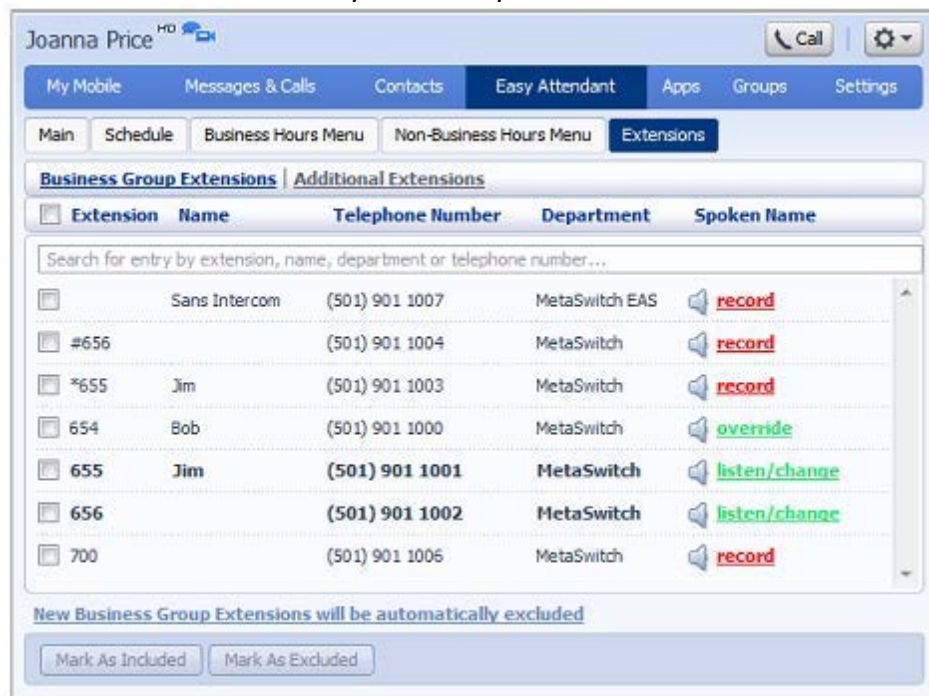 Joanna Price HD
Call
My Mobile Messages & Calls Contacts Easy Attendant Apps Groups Settings
Main Schedule Business Hours Menu Non-Business Hours Menu Extensions
Business Group Extensions | Additional Extensions
Extension Name Telephone Number Department Spoken Name
Search for entry by extension, name, department or telephone number...
Sans Intercom (501) 901 1007 MetaSwitch EAS record
#656 (501) 901 1004 MetaSwitch record
*655 Jim (501) 901 1003 MetaSwitch record
654 Bob (501) 901 1000 MetaSwitch override
655 Jim (501) 901 1001 MetaSwitch listen/change
656 (501) 901 1002 MetaSwitch listen/change
700 (501) 901 1006 MetaSwitch record
New Business Group Extensions will be automatically excluded
Mark As Included Mark As Excluded